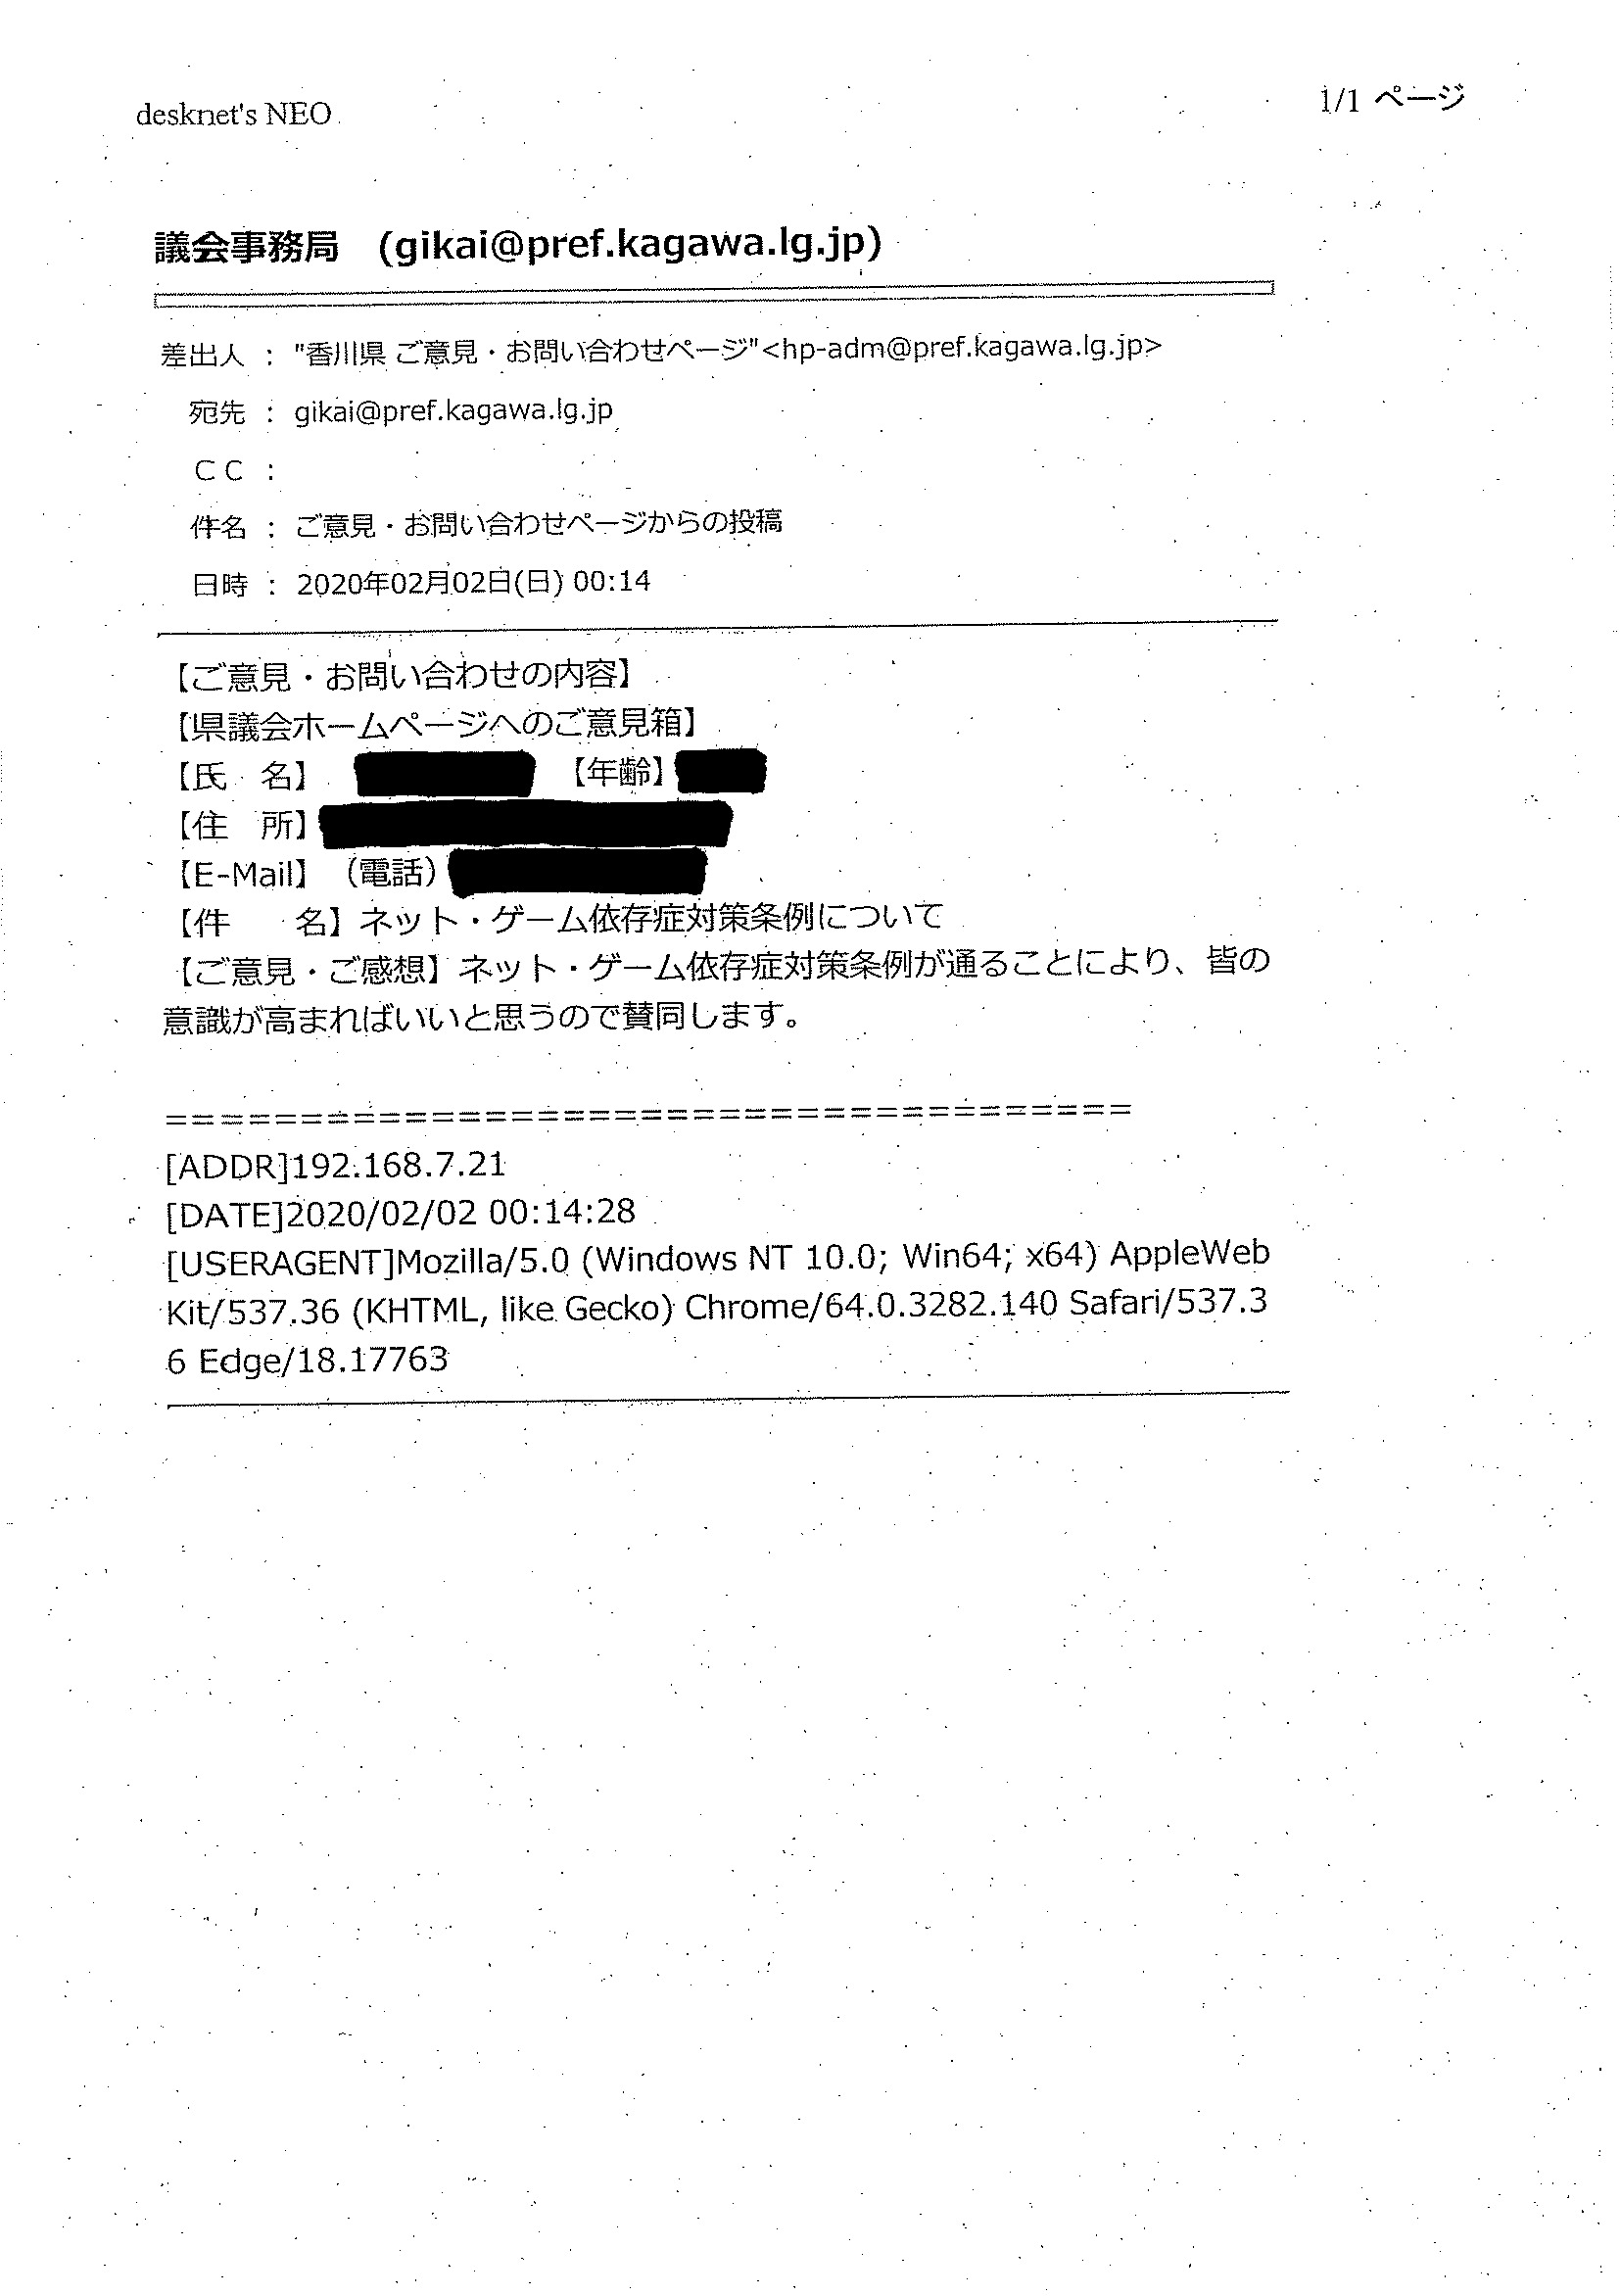 desknet's NEO
1/1 ページ
議会事務局 (gikai@pref.kagawa.lg.jp)
差出人 : "香川県 ご意見・お問い合わせページ"<hp-adm@pref.kagawa.lg.jp>
宛先 : gikai@pref.kagawa.lg.jp
ＣＣ :
件名 : ご意見・お問い合わせページからの投稿
日時 : 2020年02月02日(日) 00:14
【ご意見・お問い合わせの内容】
【県議会ホームページへのご意見箱】
【氏　名】　【年齢】
【住　所】
【E-Mail】（電話）
【件　　名】ネット・ゲーム依存症対策条例について
【ご意見・ご感想】ネット・ゲーム依存症対策条例が通ることにより、皆の
意識が高まればいいと思うので賛同します。
=====================================
[ADDR]192.168.7.21
[DATE]2020/02/02 00:14:28
[USERAGENT]Mozilla/5.0 (Windows NT 10.0; Win64; x64) AppleWeb
Kit/537.36 (KHTML, like Gecko) Chrome/64.0.3282.140 Safari/537.3
6 Edge/18.17763